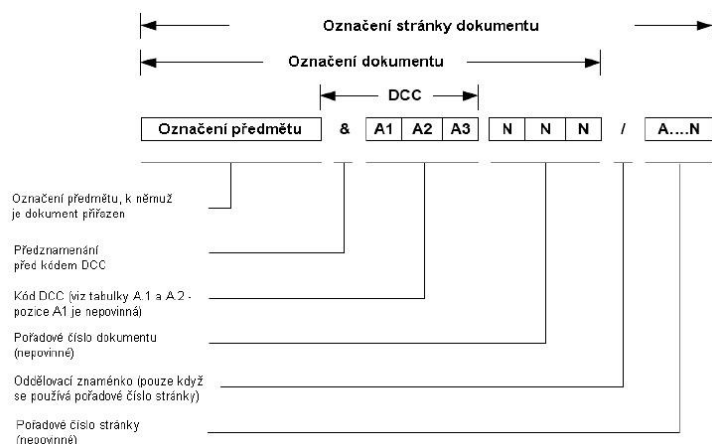 Označení stránky dokumentu
Označení dokumentu
DCC
Označení předmětu & A1 A2 A3 N N N / A....N
Označení předmětu, k němuž
je dokument přiřazen
Předznamenání
před kódem DCC
Kód DCC (viz tabulky A.1 a A.2 -
pozice A1 je nepovinná)
Pořadové číslo dokumentu
(nepovinné)
Oddělovací znaménko (pouze když
se používá pořadové číslo stránky)
Pořadové číslo stránky
(nepovinné)